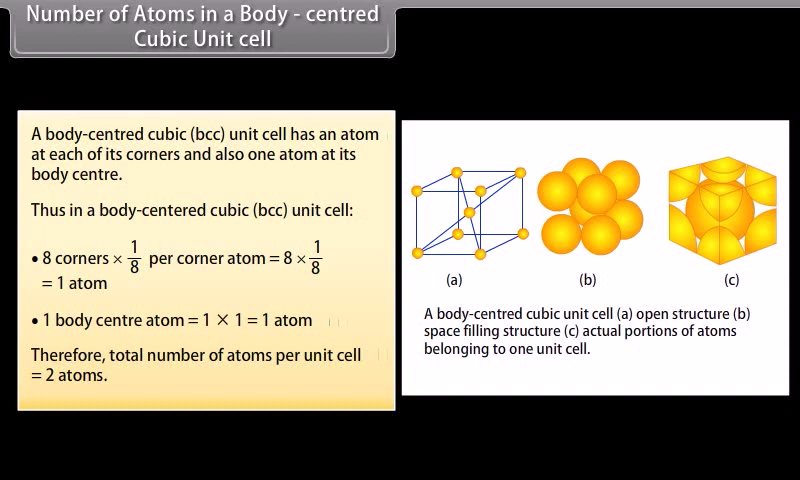 Number of Atoms in a Body - centred
Cubic Unit cell
A body-centred cubic (bcc) unit cell has an atom
at each of its corners and also one atom at its
body centre.
Thus in a body-centered cubic (bcc) unit cell:
• 8 corners × 1/8 per corner atom = 8 × 1/8
= 1 atom
• 1 body centre atom = 1 × 1 = 1 atom
Therefore, total number of atoms per unit cell
= 2 atoms.
(a) (b) (c)
A body-centred cubic unit cell (a) open structure (b)
space filling structure (c) actual portions of atoms
belonging to one unit cell.